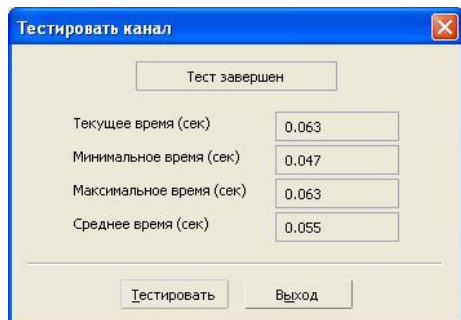 Тестировать канал
Тест завершен
Текущее время (сек) 0.063
Минимальное время (сек) 0.047
Максимальное время (сек) 0.063
Среднее время (сек) 0.055
Тестировать Выход